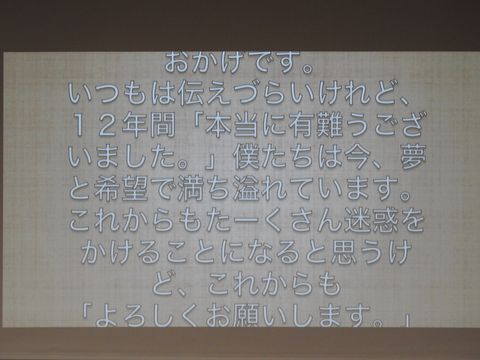 おかげです。
いつもは伝えづらいけれど、
１２年間「本当に有難うござ
いました。」僕たちは今、夢
と希望で満ち溢れています。
これからもたーくさん迷惑を
かけることになると思うけ
ど、これからも
「よろしくお願いします。」